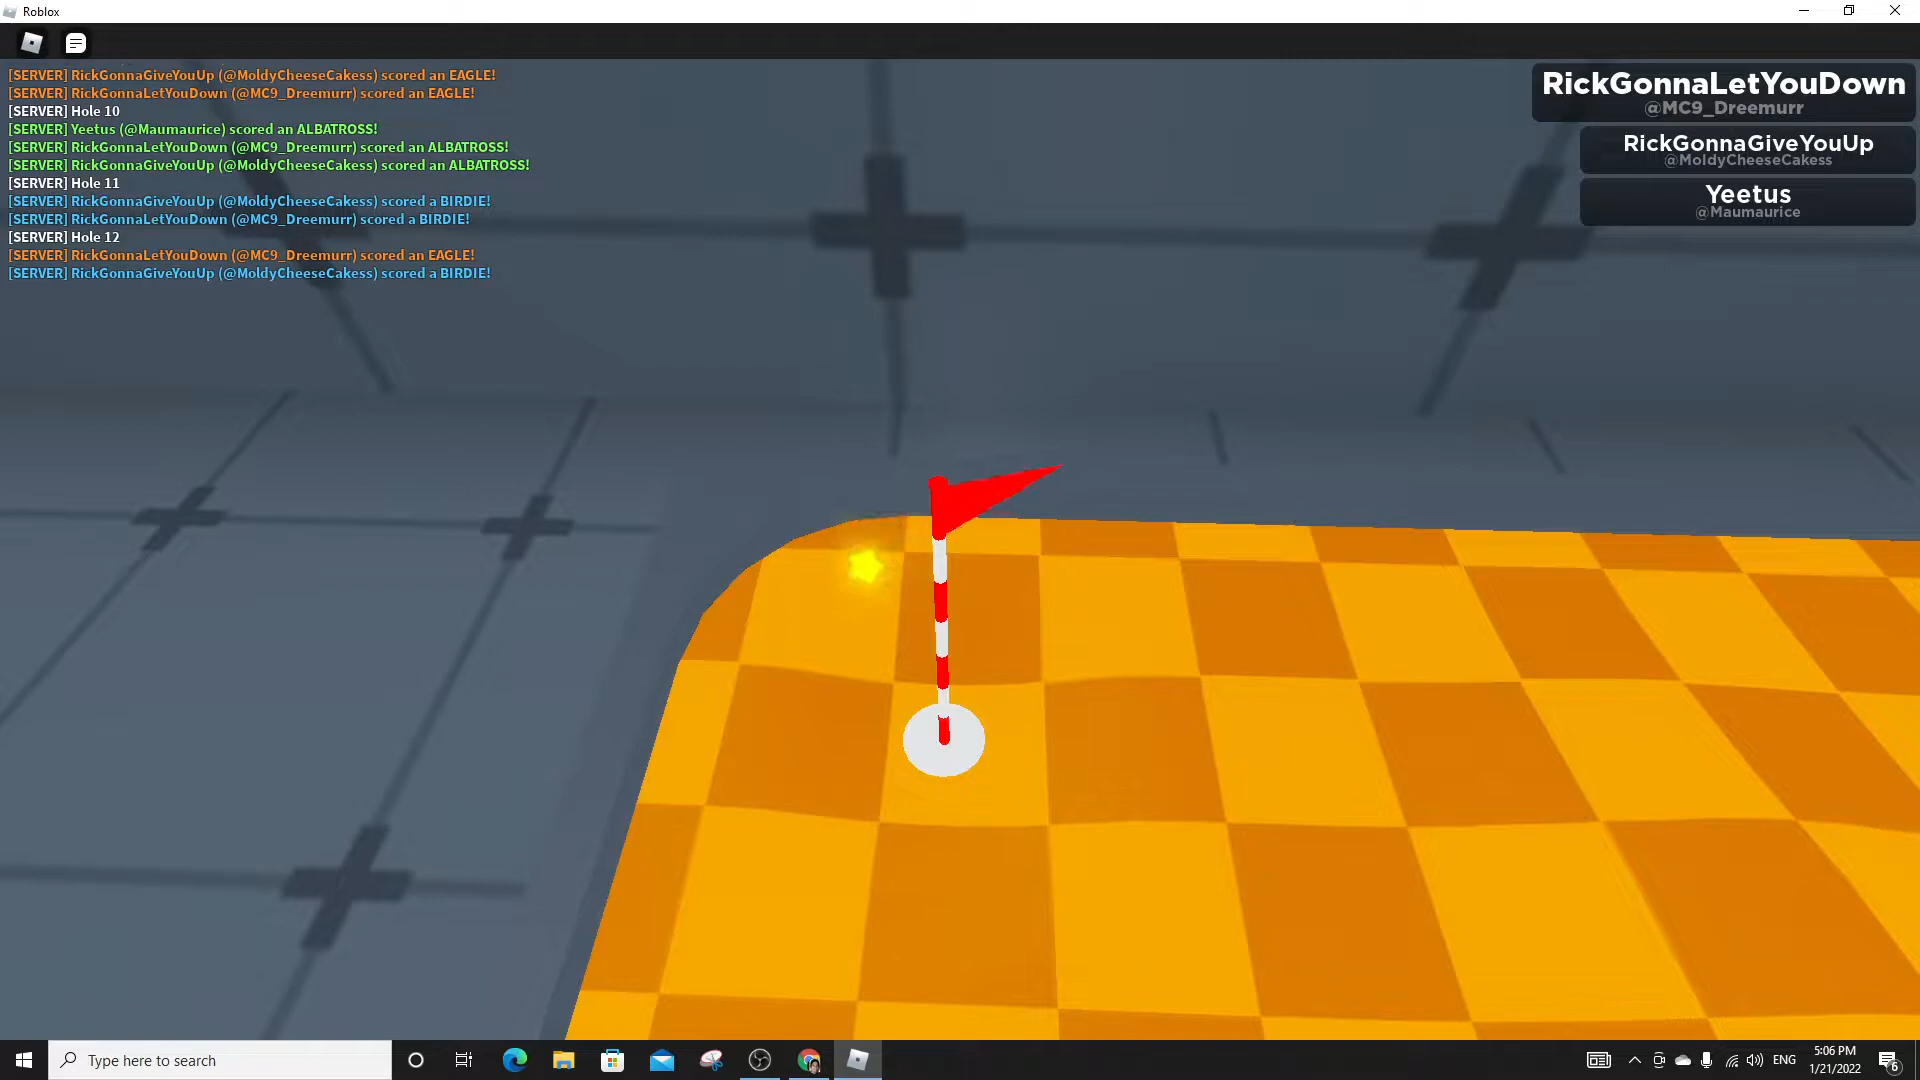 Roblox
[SERVER] RickGonnaGiveYouUp (@MoldyCheeseCakess) scored an EAGLE!
[SERVER] RickGonnaLetYouDown (@MC9_Dreemurr) scored an EAGLE!
[SERVER] Hole 10
[SERVER] Yeetus (@Maumaurice) scored an ALBATROSS!
[SERVER] RickGonnaLetYouDown (@MC9_Dreemurr) scored an ALBATROSS!
[SERVER] RickGonnaGiveYouUp (@MoldyCheeseCakess) scored an ALBATROSS!
[SERVER] Hole 11
[SERVER] RickGonnaGiveYouUp (@MoldyCheeseCakess) scored a BIRDIE!
[SERVER] RickGonnaLetYouDown (@MC9_Dreemurr) scored a BIRDIE!
[SERVER] Hole 12
[SERVER] RickGonnaLetYouDown (@MC9_Dreemurr) scored an EAGLE!
[SERVER] RickGonnaGiveYouUp (@MoldyCheeseCakess) scored a BIRDIE!
RickGonnaLetYouDown
@MC9_Dreemurr
RickGonnaGiveYouUp
@MoldyCheeseCakess
Yeetus
@Maumaurice
Type here to search
ENG
5:06 PM
1/21/2022
6